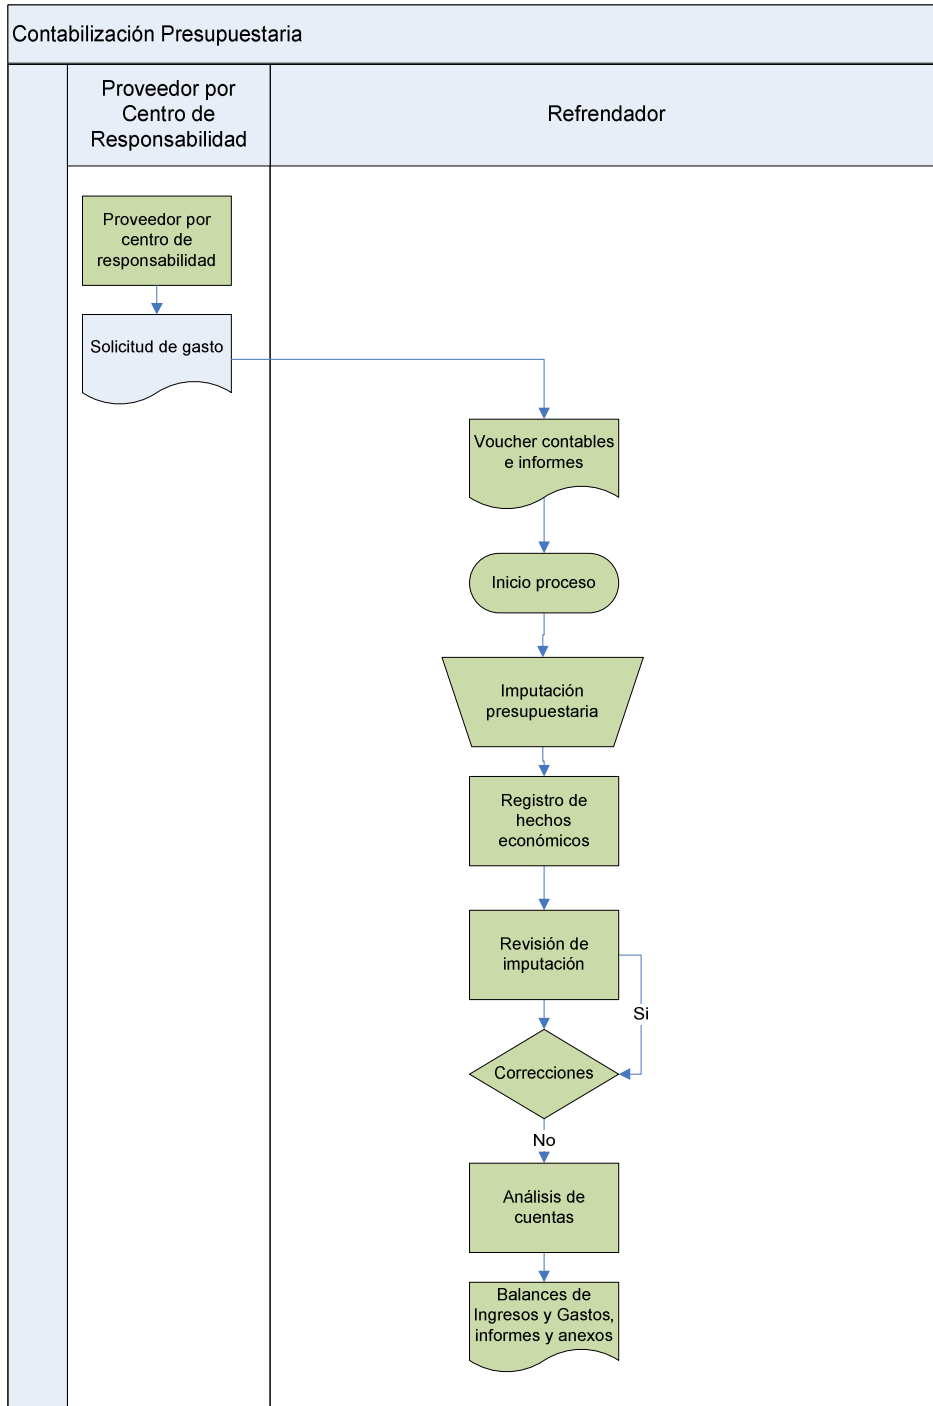 Contabilización Presupuestaria
Proveedor por
Centro de
Responsabilidad
Refrendador
Proveedor por
centro de
responsabilidad
Solicitud de gasto
Voucher contables
e informes
Inicio proceso
Imputación
presupuestaria
Registro de
hechos
económicos
Revisión de
imputación
Si
Correcciones
No
Análisis de
cuentas
Balances de
Ingresos y Gastos,
informes y anexos